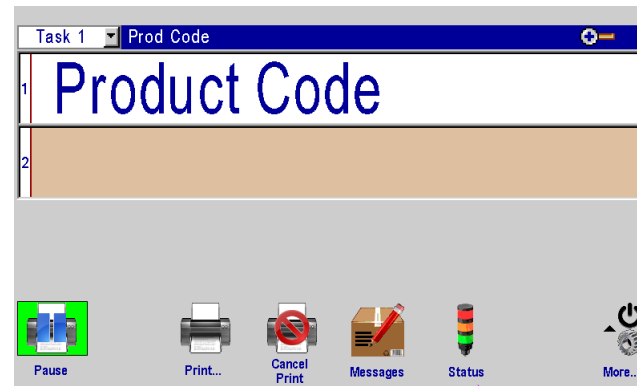 Task 1 Prod Code
1 Product Code
2
Pause Print... Cancel Print Messages Status More...